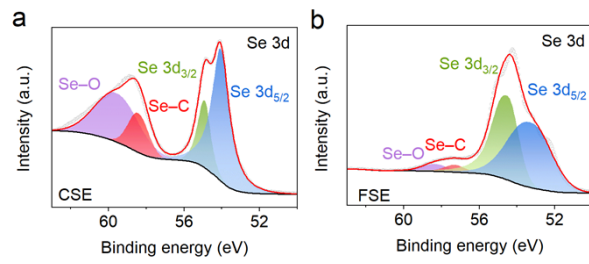 a
Se 3d
Se–O
Se 3d3/2
Se–C
Se 3d5/2
CSE
Intensity (a.u.)
60
56
52
Binding energy (eV)
b
Se 3d
Se 3d3/2
Se 3d5/2
Se–O
Se–C
FSE
Intensity (a.u.)
60
56
52
Binding energy (eV)